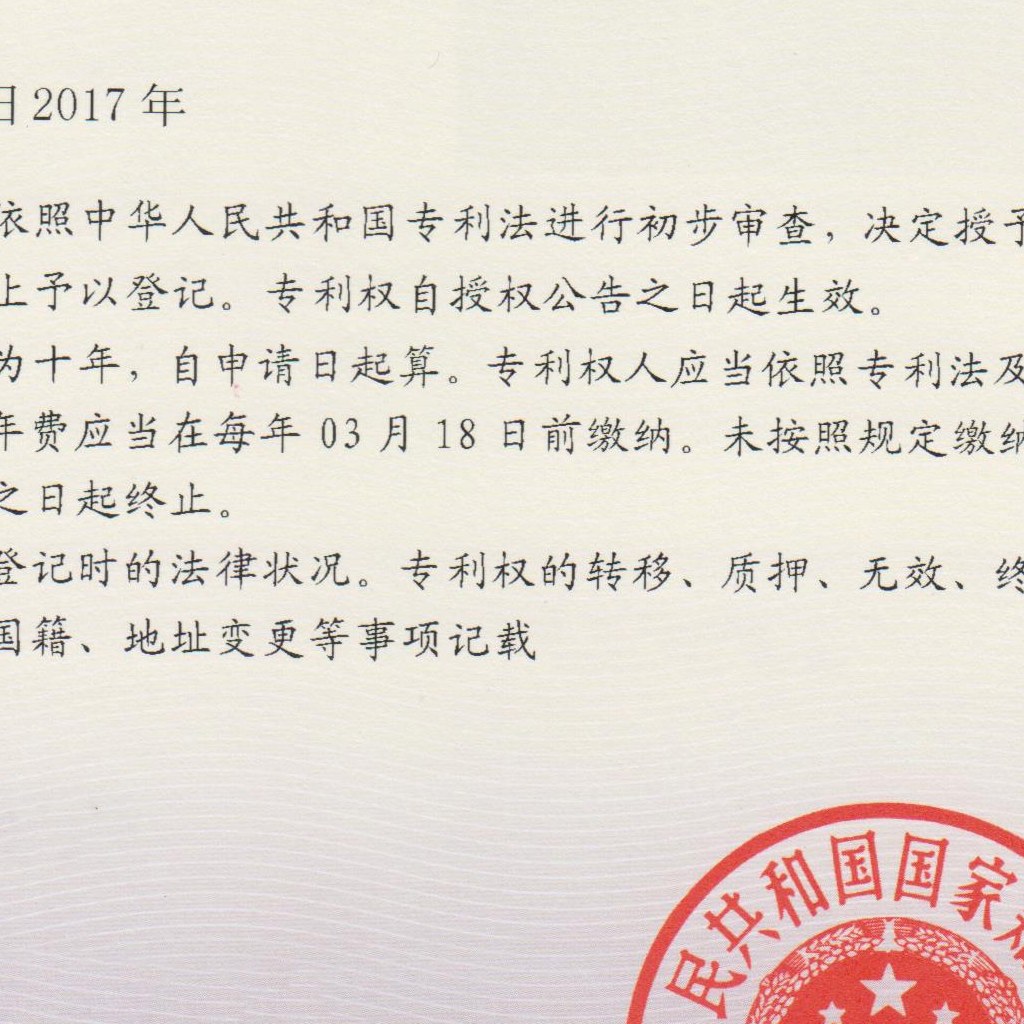 日2017年
依照中华人民共和国专利法进行初步审查，决定授予
上予以登记。专利权自授权公告之日起生效。
为十年，自申请日起算。专利权人应当依照专利法及
年费应当在每年 03 月 18 日前缴纳。未按照规定缴纳
之日起终止。
登记时的法律状况。专利权的转移、质押、无效、终
国籍、地址变更等事项记载
民共和国国家